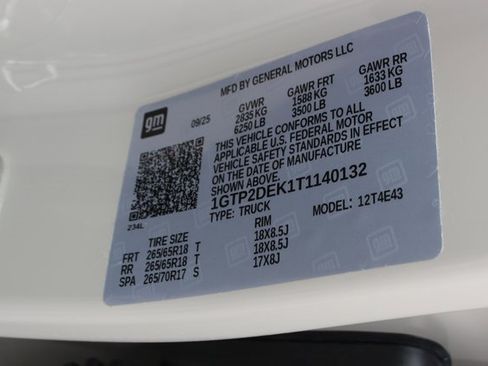 MFD BY GENERAL MOTORS LLC
gm
09/25
GVWR GAWR FRT GAWR RR
2835 KG 1588 KG 1633 KG
6250 LB 3500 LB 3600 LB
THIS VEHICLE CONFORMS TO ALL
APPLICABLE U.S. FEDERAL MOTOR
VEHICLE SAFETY STANDARDS IN EFFECT
ON THE DATE OF MANUFACTURE
SHOWN ABOVE.
1GTP2DEK1T1140132
TYPE: TRUCK MODEL: 12T4E43
234L
TIRE SIZE RIM
FRT 265/65R18 T 18X8.5J
RR 265/65R18 T 18X8.5J
SPA 265/70R17 S 17X8J